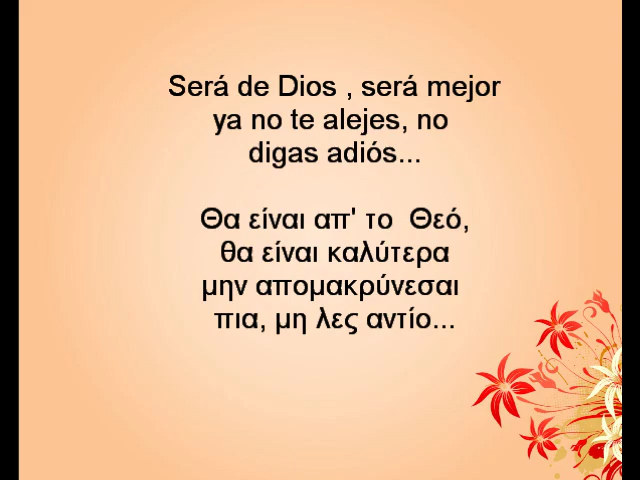 Será de Dios , será mejor
ya no te alejes, no
digas adiós...
Θα είναι απ' το  Θεό,
θα είναι καλύτερα
μην απομακρύνεσαι
πια, μη λες αντίο...